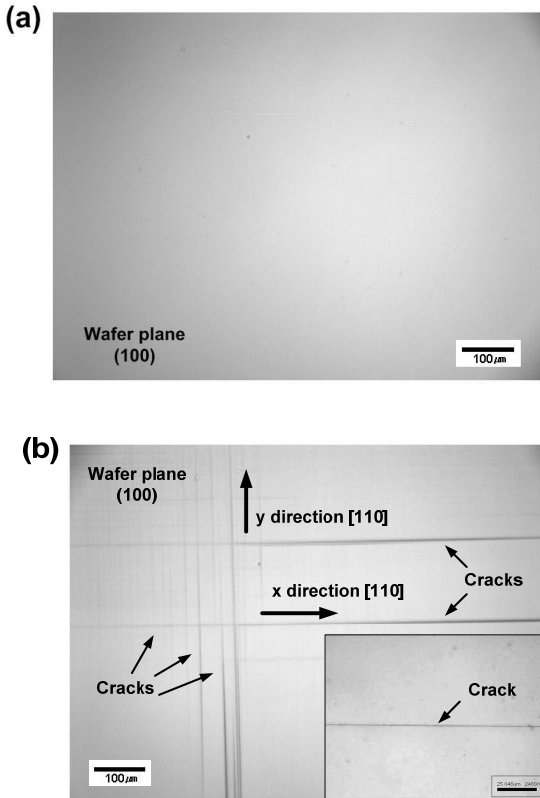 (a)
Wafer plane
(100)
100㎛
(b)
Wafer plane
(100)
y direction [110]
x direction [110]
Cracks
Cracks
Crack
100㎛